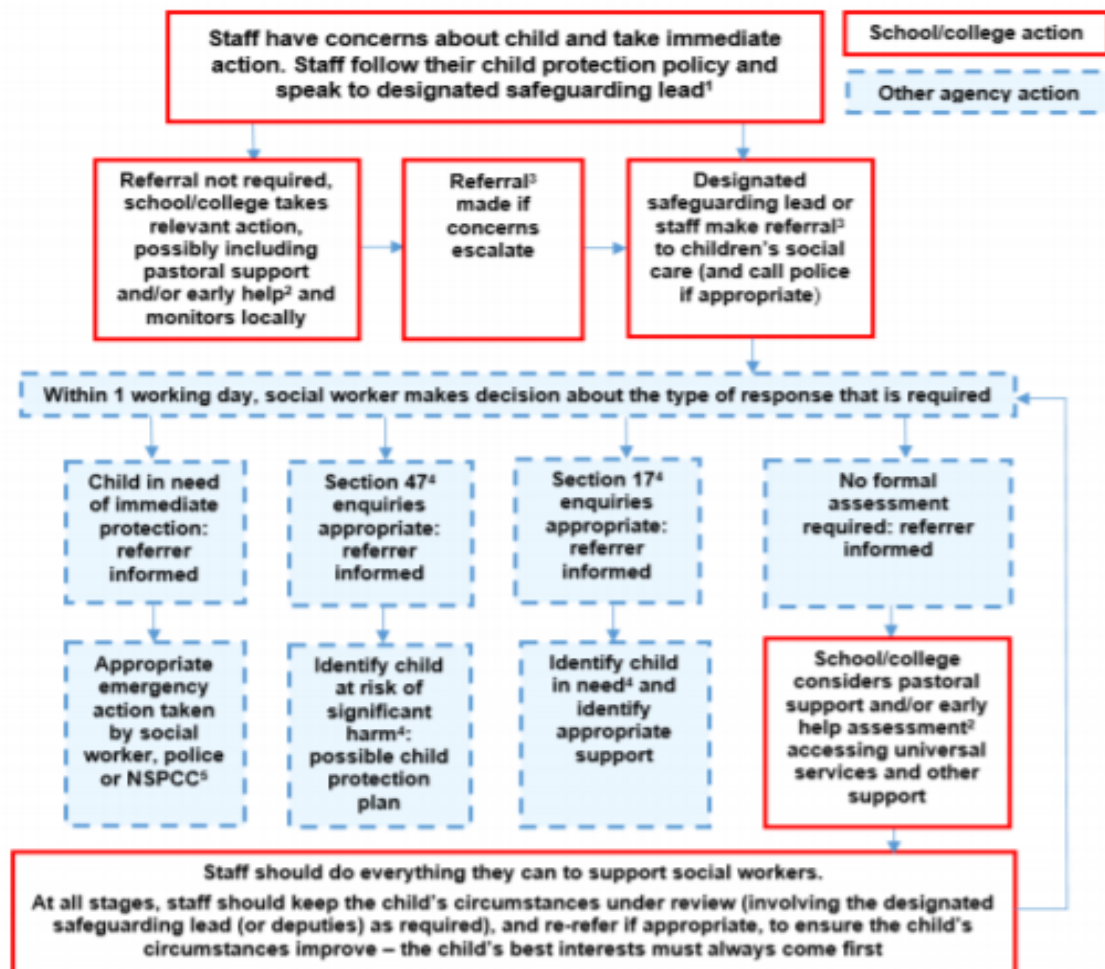 Staff have concerns about child and take immediate
action. Staff follow their child protection policy and
speak to designated safeguarding lead¹
School/college action
Other agency action
Referral not required,
school/college takes
relevant action,
possibly including
pastoral support
and/or early help² and
monitors locally
Referral³
made if
concerns
escalate
Designated
safeguarding lead or
staff make referral³
to children's social
care (and call police
if appropriate)
Within 1 working day, social worker makes decision about the type of response that is required
Child in need
of immediate
protection:
referrer
informed
Section 47⁴
enquiries
appropriate:
referrer
informed
Section 17⁴
enquiries
appropriate:
referrer
informed
No formal
assessment
required: referrer
informed
Appropriate
emergency
action taken
by social
worker, police
or NSPCC⁵
Identify child
at risk of
significant
harm⁴:
possible child
protection
plan
Identify child
in need⁴ and
identify
appropriate
support
School/college
considers pastoral
support and/or early
help assessment²
accessing universal
services and other
support
Staff should do everything they can to support social workers.
At all stages, staff should keep the child's circumstances under review (involving the designated
safeguarding lead (or deputies) as required), and re-refer if appropriate, to ensure the child's
circumstances improve – the child's best interests must always come first